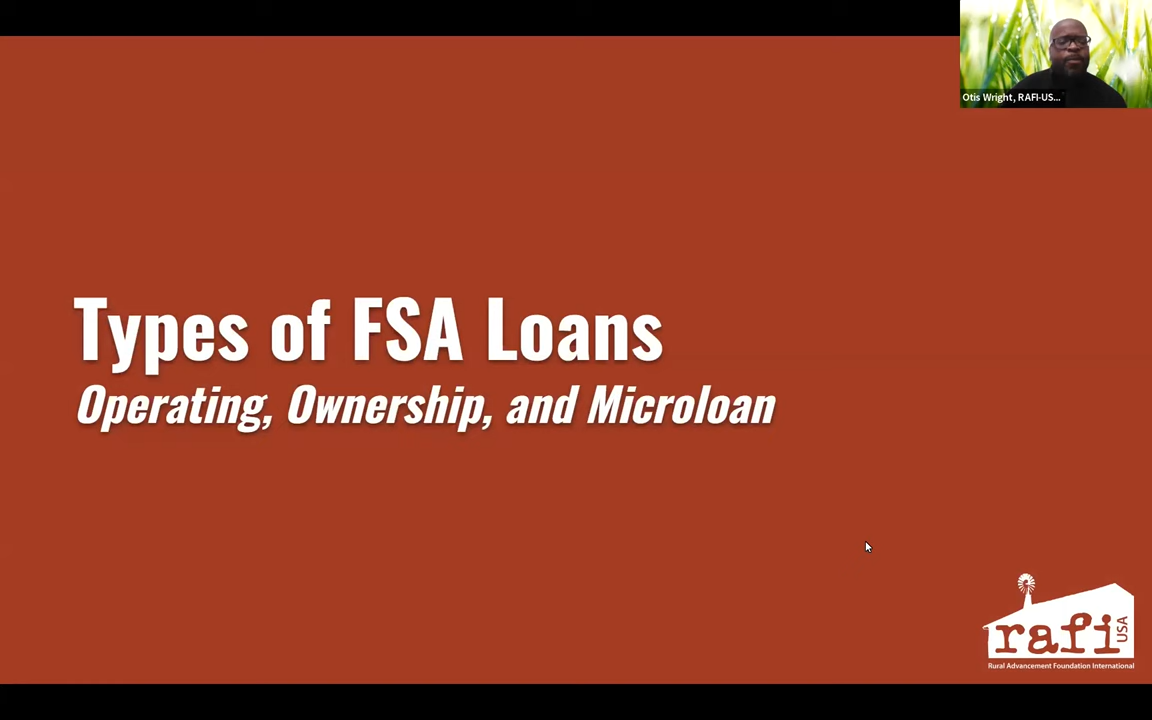 Otis Wright, RAFI-US...
Types of FSA Loans
Operating, Ownership, and Microloan
rafi
USA
Rural Advancement Foundation International